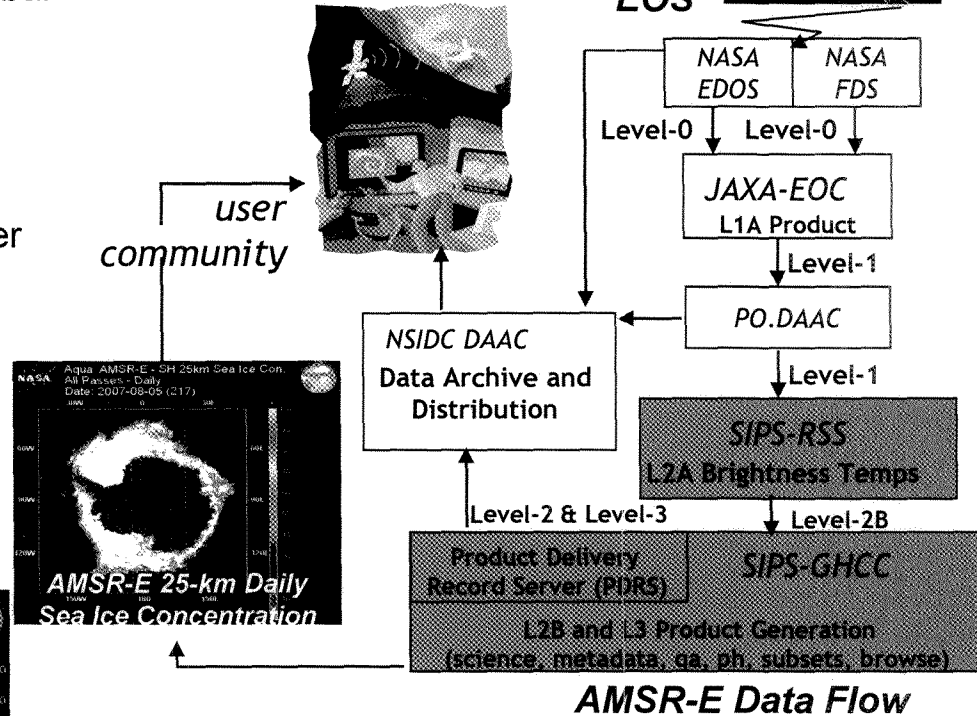 EOS
NASA
EDOS
NASA
FDS
Level-0
Level-0
JAXA-EOC
L1A Product
Level-1
PO.DAAC
Level-1
SIPS-RSS
L2A Brightness Temps
Level-2B
SIPS-GHCC
Product Delivery
Record Server (PDRS)
L2B and L3 Product Generation
(science, metadata, qa, ph, subsets, browse)
Level-2 & Level-3
NSIDC DAAC
Data Archive and
Distribution
user
community
er
NASA
Aqua AMSR-E - SH 25km Sea Ice Con.
All Passes - Daily
Date: 2007-08-05 (217)
AMSR-E 25-km Daily
Sea Ice Concentration
AMSR-E Data Flow